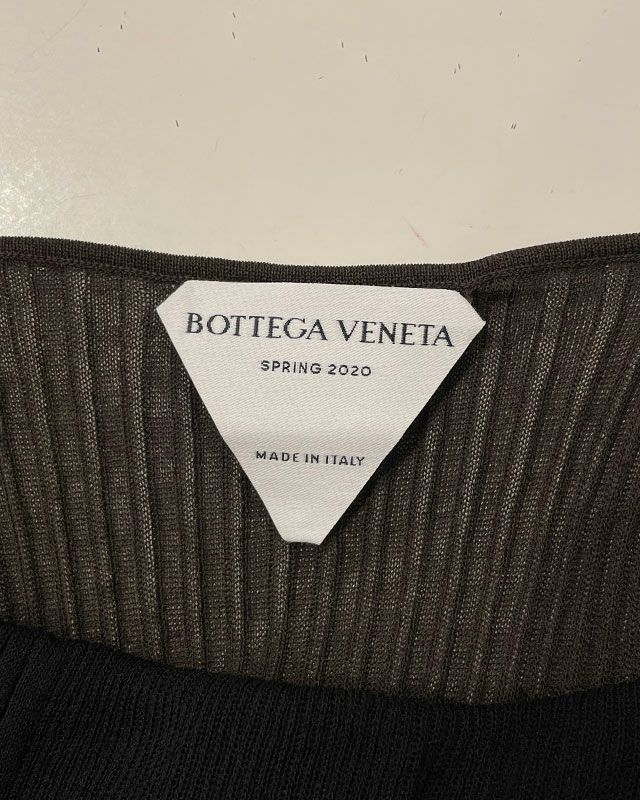 BOTTEGA VENETA
SPRING 2020
MADE IN ITALY